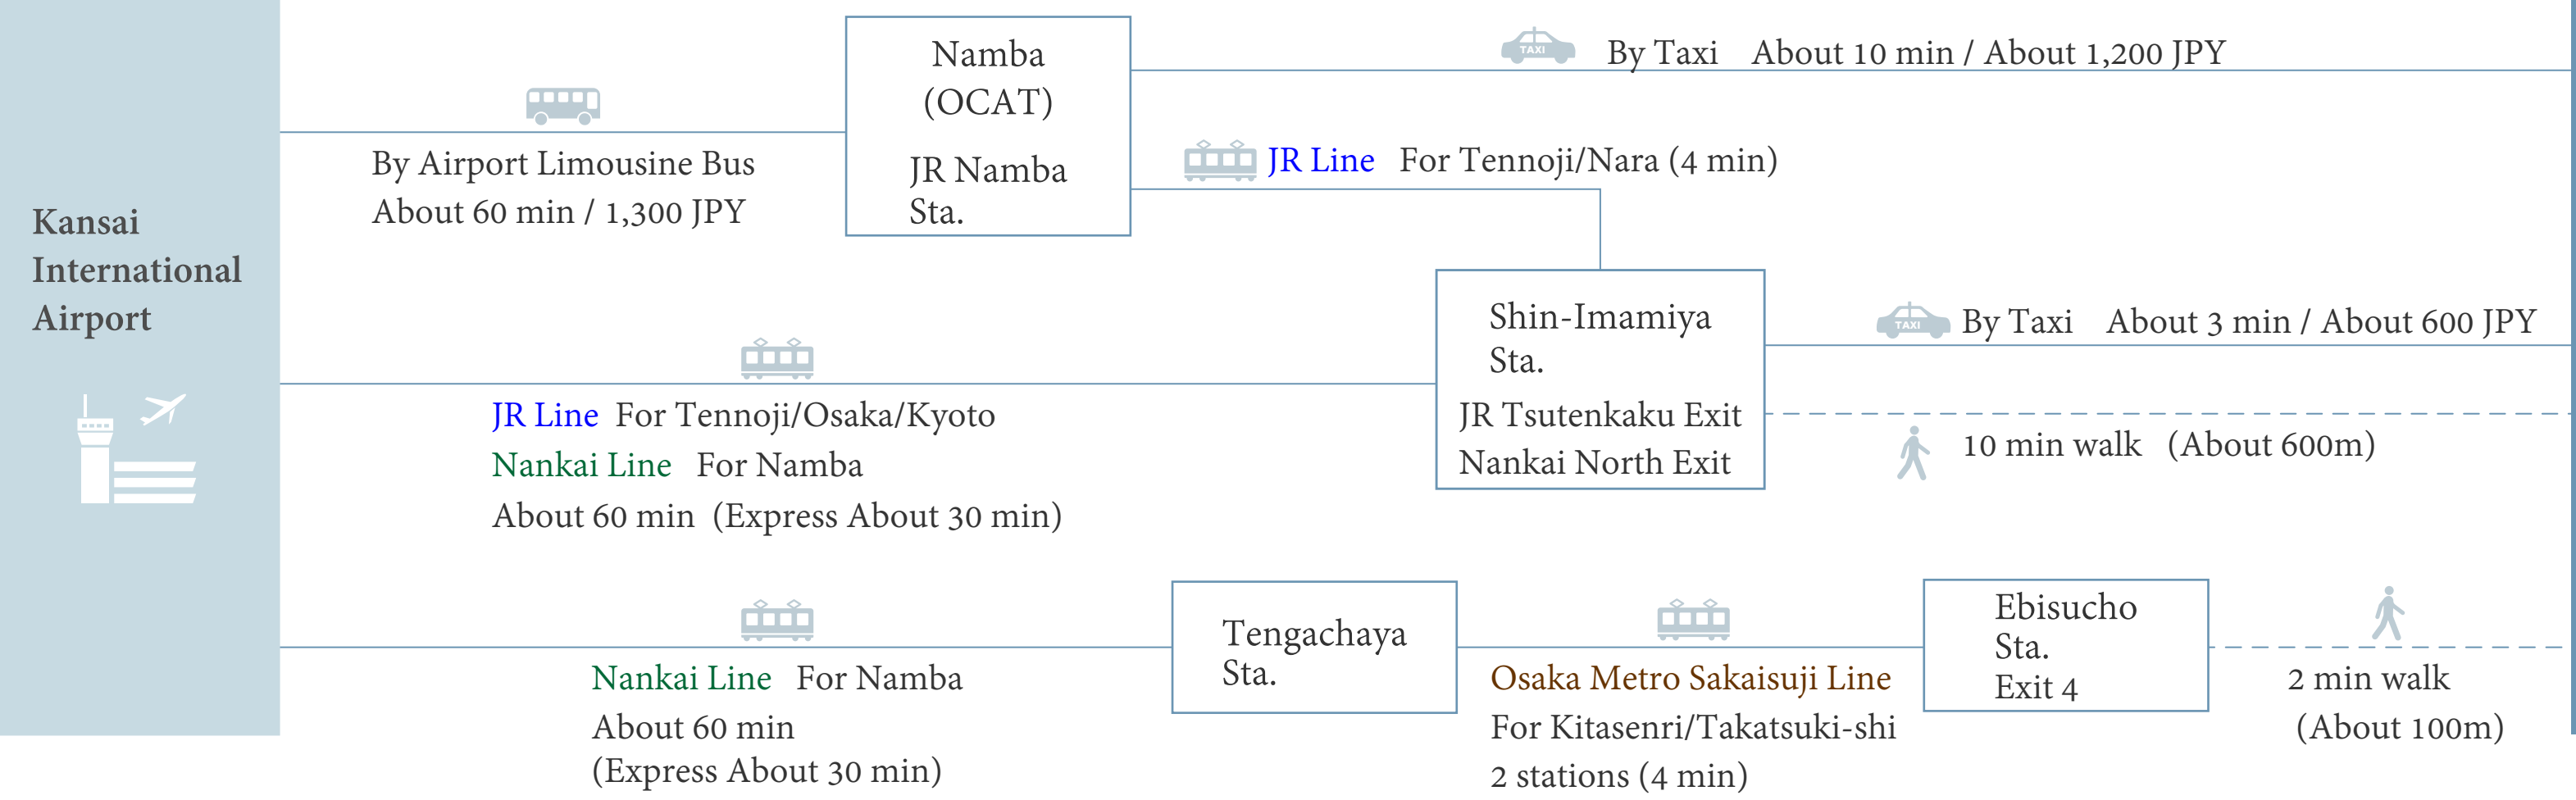 Kansai
International
Airport
By Airport Limousine Bus
About 60 min / 1,300 JPY
Namba
(OCAT)
JR Namba
Sta.
TAXI By Taxi About 10 min / About 1,200 JPY
JR Line For Tennoji/Nara (4 min)
JR Line For Tennoji/Osaka/Kyoto
Nankai Line For Namba
About 60 min (Express About 30 min)
Shin-Imamiya
Sta.
JR Tsutenkaku Exit
Nankai North Exit
TAXI By Taxi About 3 min / About 600 JPY
10 min walk (About 600m)
Nankai Line For Namba
About 60 min
(Express About 30 min)
Tengachaya
Sta.
Osaka Metro Sakaisuji Line
For Kitasenri/Takatsuki-shi
2 stations (4 min)
Ebisucho
Sta.
Exit 4
2 min walk
(About 100m)